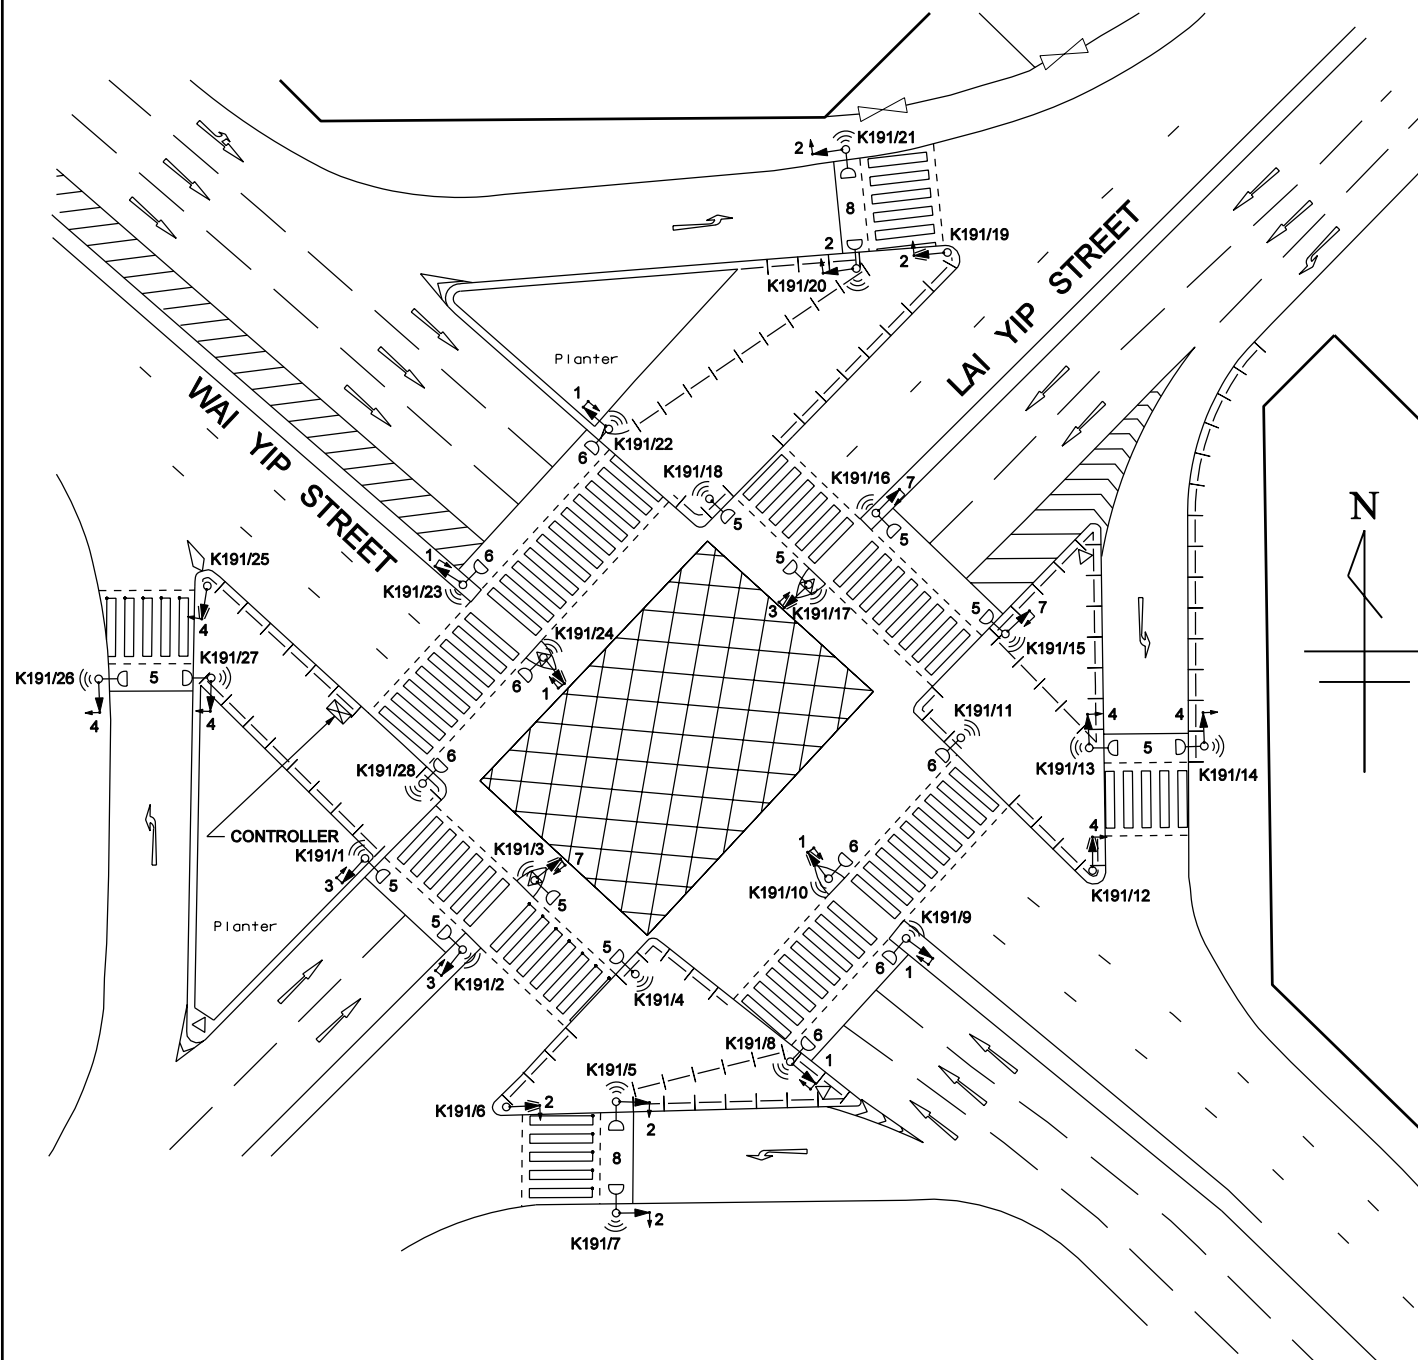 K191/21
2
8
K191/19
2
2
K191/20
LAI YIP STREET
Planter
1
K191/22
6
WAI YIP STREET
K191/18
5
K191/16
7
5
N
K191/25
4
1
6
K191/23
5
K191/17
3
5
7
K191/15
K191/24
6
1
K191/26
4
5
K191/27
4
K191/11
6
4
4
5
K191/13
K191/14
K191/28
6
CONTROLLER
K191/1
3
5
K191/3
7
5
1
6
K191/10
4
K191/12
Planter
5
K191/2
3
5
K191/4
K191/9
6
1
K191/8
6
1
K191/5
2
K191/6
2
8
2
K191/7